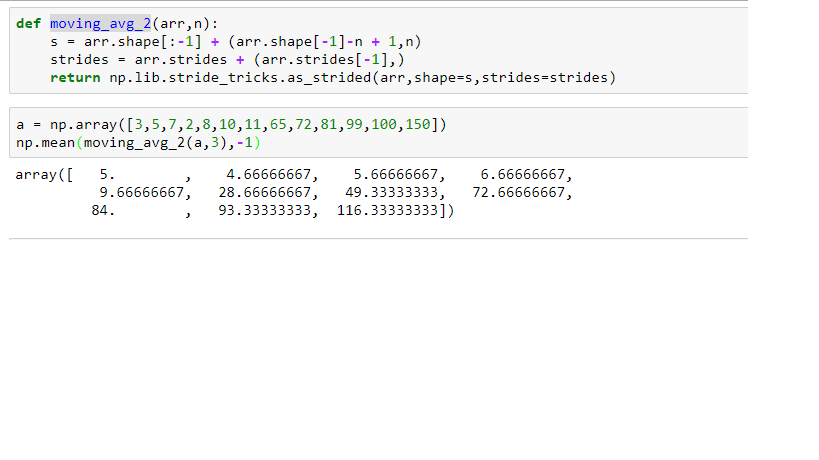 def moving_avg_2(arr,n):
    s = arr.shape[:-1] + (arr.shape[-1]-n + 1,n)
    strides = arr.strides + (arr.strides[-1],)
    return np.lib.stride_tricks.as_strided(arr,shape=s,strides=strides)
a = np.array([3,5,7,2,8,10,11,65,72,81,99,100,150])
np.mean(moving_avg_2(a,3),-1)
array([   5.        ,    4.66666667,    5.66666667,    6.66666667,
          9.66666667,   28.66666667,   49.33333333,   72.66666667,
         84.        ,   93.33333333,  116.33333333])